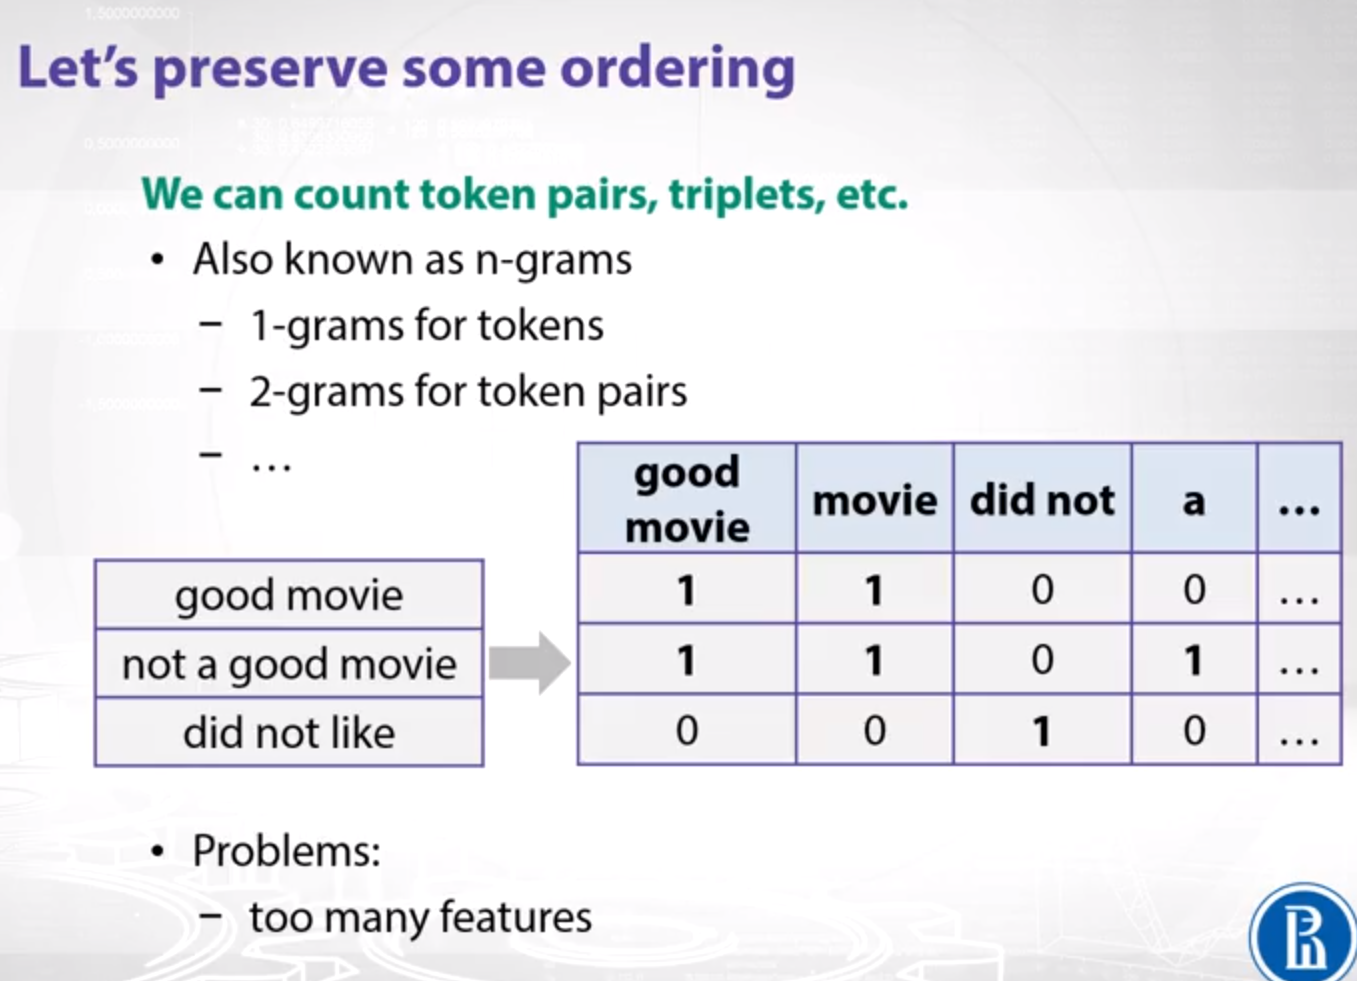 Let's preserve some ordering
We can count token pairs, triplets, etc.
• Also known as n-grams
– 1-grams for tokens
– 2-grams for token pairs
– …
good movie
not a good movie
did not like
good movie | movie | did not | a | …
1 | 1 | 0 | 0 | …
1 | 1 | 0 | 1 | …
0 | 0 | 1 | 0 | …
• Problems:
– too many features